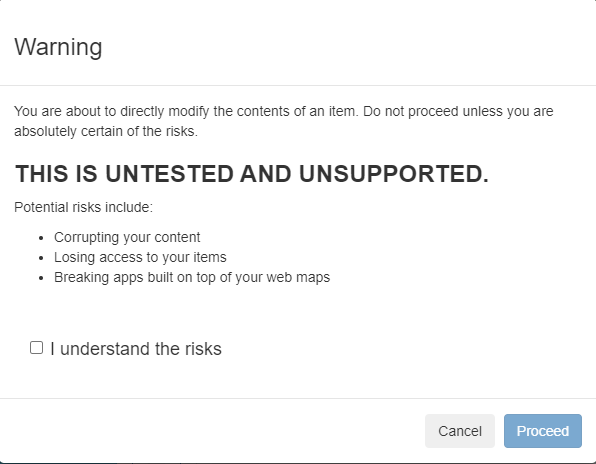 Warning
You are about to directly modify the contents of an item. Do not proceed unless you are
absolutely certain of the risks.
THIS IS UNTESTED AND UNSUPPORTED.
Potential risks include:
• Corrupting your content
• Losing access to your items
• Breaking apps built on top of your web maps
I understand the risks
Cancel Proceed